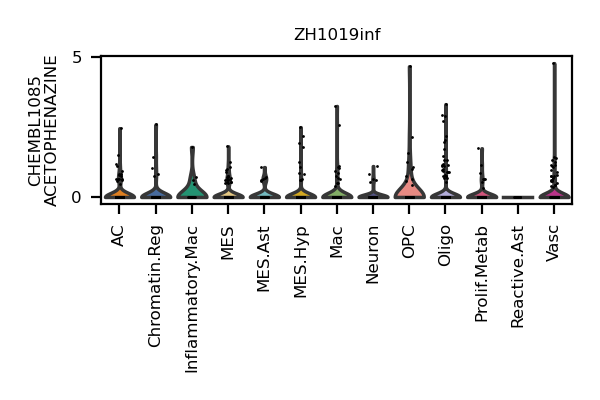 ZH1019inf
CHEMBL1085
ACETOPHENAZINE
5
0
AC
Chromatin.Reg
Inflammatory.Mac
MES
MES.Ast
MES.Hyp
Mac
Neuron
OPC
Oligo
Prolif.Metab
Reactive.Ast
Vasc